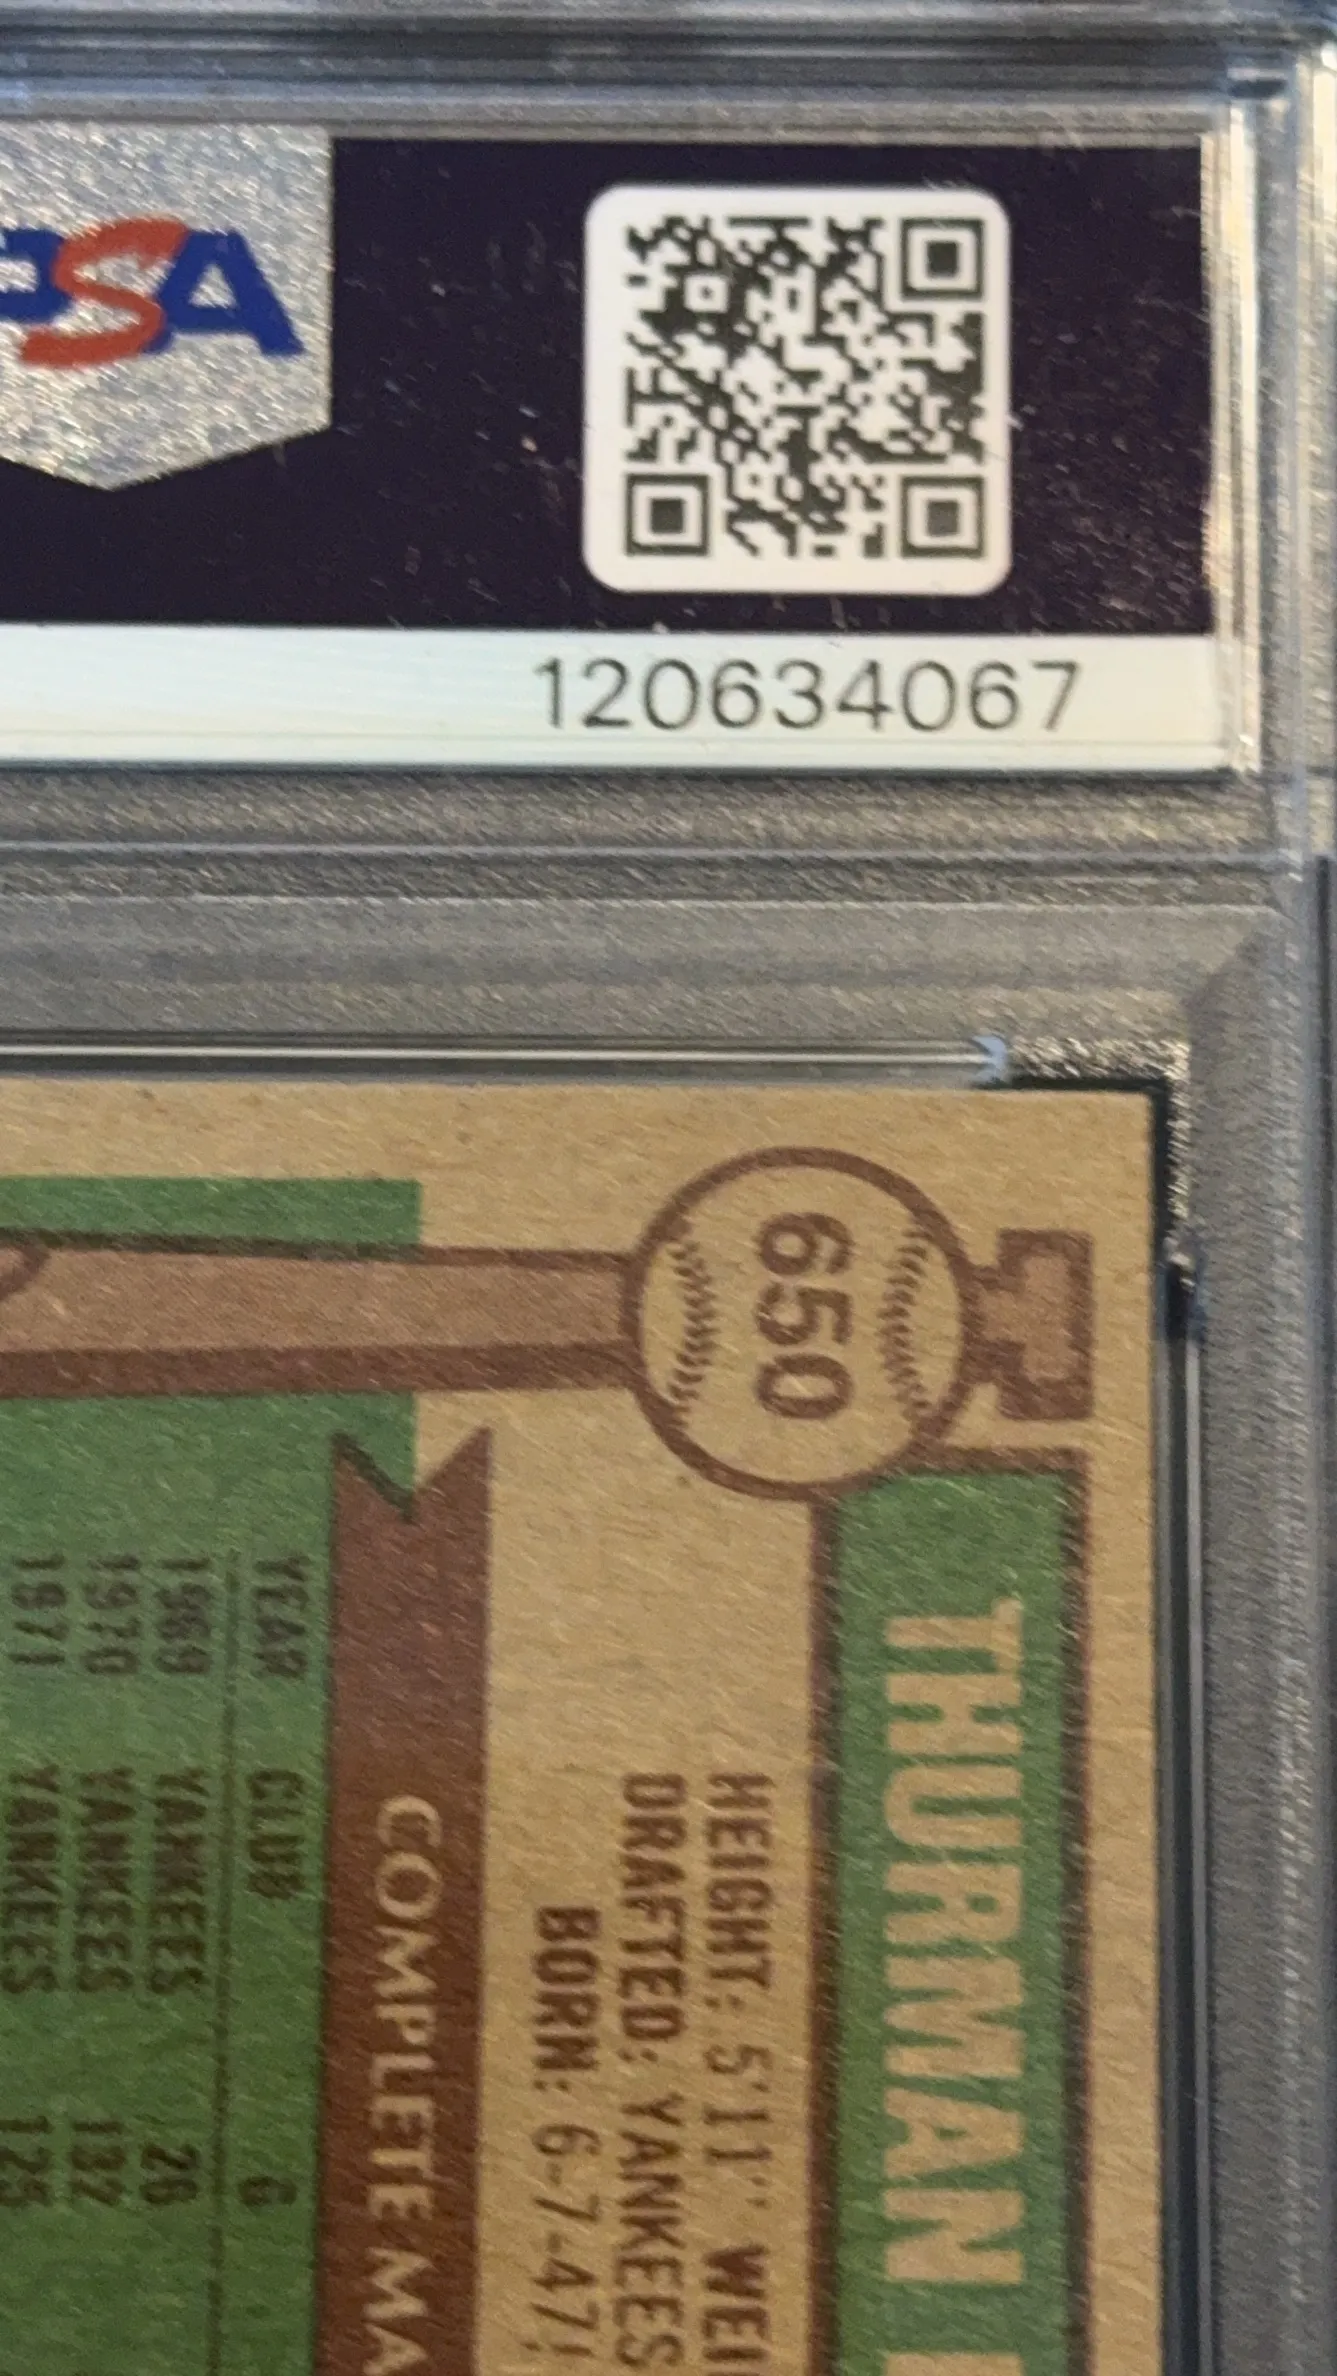 PSA
120634067
650
THURMAN
HEIGHT: 5'11"
DRAFTED: YANKEES
BORN: 6-7-47
COMPLETE MA
YEAR CLUB G
1969 YANKEES 26
1970 YANKEES 132
1971 YANKEES 125